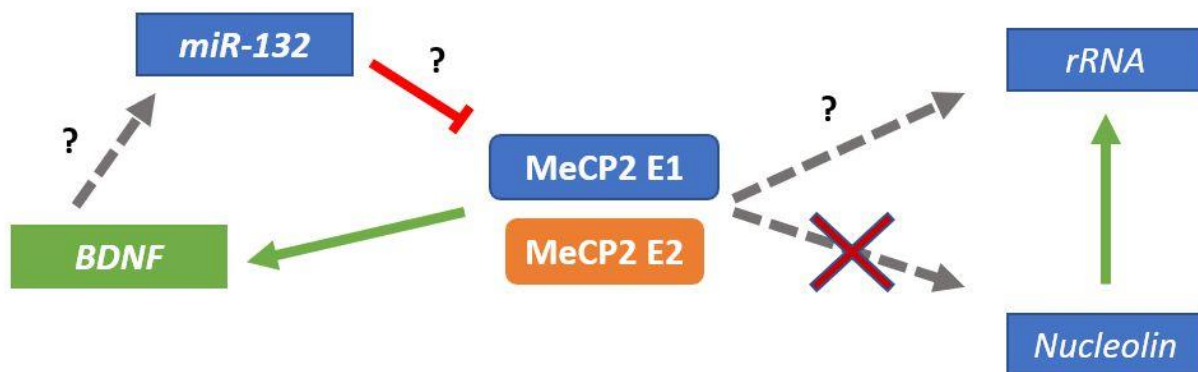 miR-132
?
rRNA
?
?
MeCP2 E1
BDNF
MeCP2 E2
Nucleolin